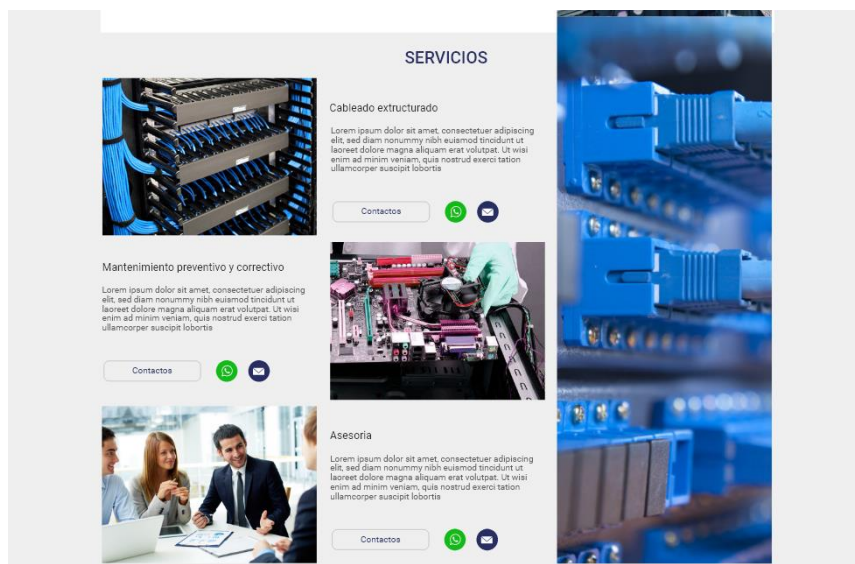 SERVICIOS
Cableado extructurado
Lorem ipsum dolor sit amet, consectetuer adipiscing
elit, sed diam nonummy nibh euismod tincidunt ut
laoreet dolore magna aliquam erat volutpat. Ut wisi
enim ad minim veniam, quis nostrud exerci tation
ullamcorper suscipit lobortis
Contactos
Mantenimiento preventivo y correctivo
Lorem ipsum dolor sit amet, consectetuer adipiscing
elit, sed diam nonummy nibh euismod tincidunt ut
laoreet dolore magna aliquam erat volutpat. Ut wisi
enim ad minim veniam, quis nostrud exerci tation
ullamcorper suscipit lobortis
Contactos
Asesoria
Lorem ipsum dolor sit amet, consectetuer adipiscing
elit, sed diam nonummy nibh euismod tincidunt ut
laoreet dolore magna aliquam erat volutpat. Ut wisi
enim ad minim veniam, quis nostrud exerci tation
ullamcorper suscipit lobortis
Contactos